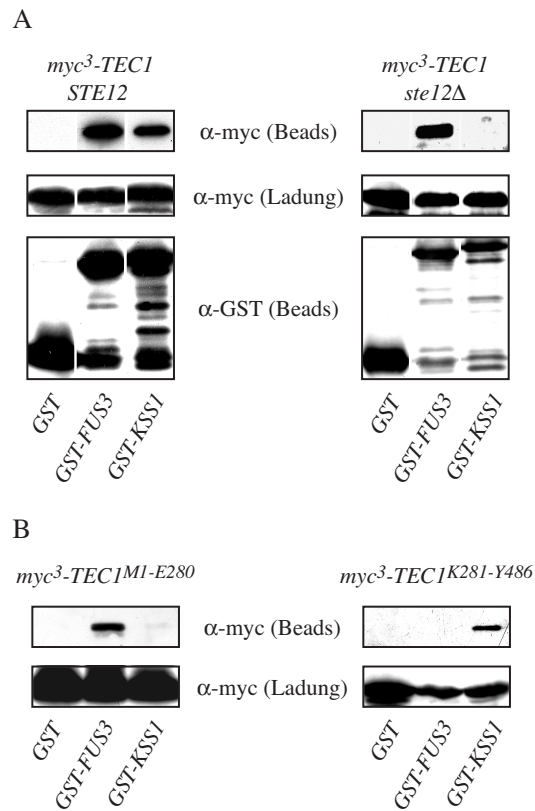 A
myc³-TEC1
STE12
myc³-TEC1
ste12Δ
α-myc (Beads)
α-myc (Ladung)
α-GST (Beads)
GST
GST-FUS3
GST-KSS1
GST
GST-FUS3
GST-KSS1
B
myc³-TEC1ᴹ¹⁻ᴱ²⁸⁰
myc³-TEC1ᴷ²⁸¹⁻ʸ⁴⁸⁶
α-myc (Beads)
α-myc (Ladung)
GST
GST-FUS3
GST-KSS1
GST
GST-FUS3
GST-KSS1